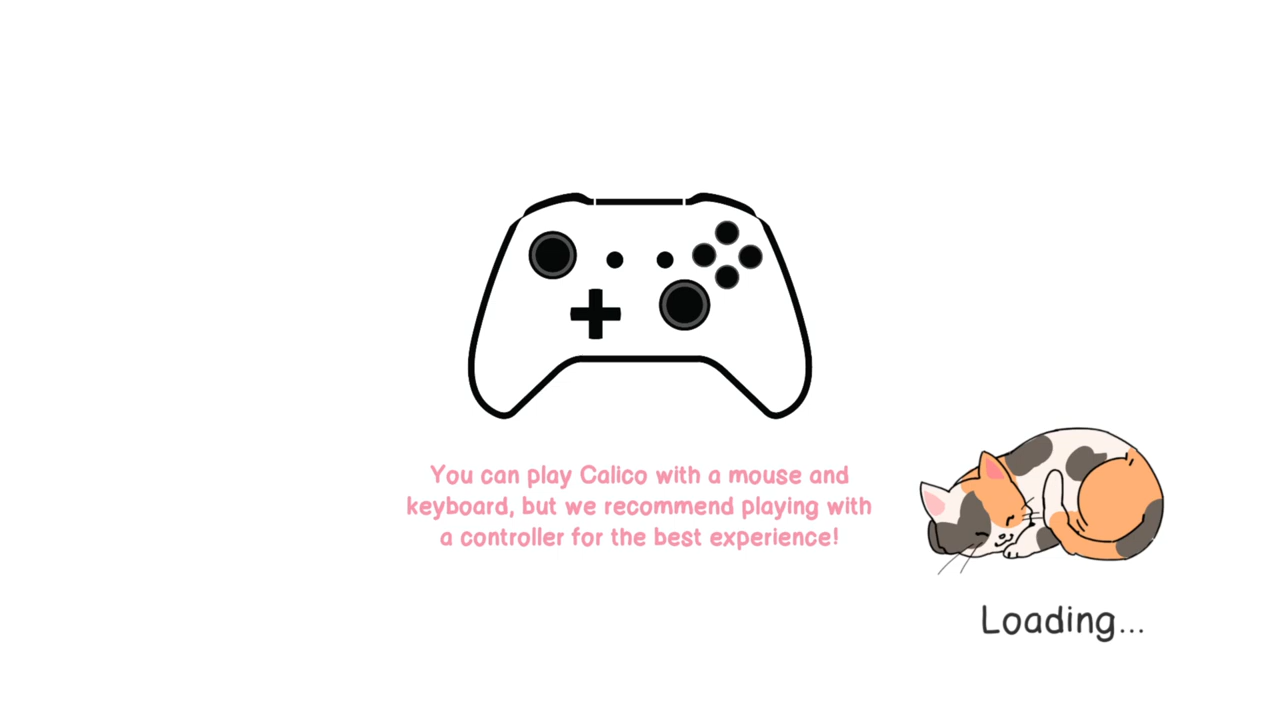 You can play Calico with a mouse and
keyboard, but we recommend playing with
a controller for the best experience!
Loading...